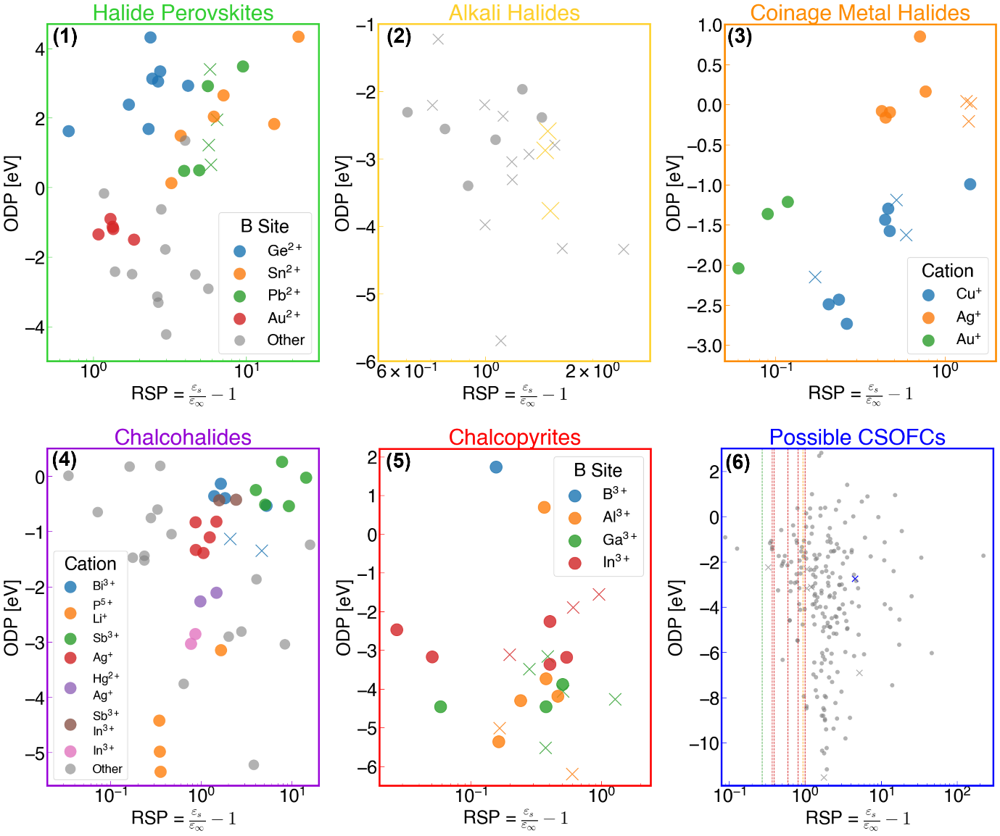 Halide Perovskites
(1)
4
2
0
−2
−4
ODP [eV]
B Site
Ge²⁺
Sn²⁺
Pb²⁺
Au²⁺
Other
10⁰ 10¹
RSP = εₛ/ε∞ − 1
Alkali Halides
(2)
−1
−2
−3
−4
−5
−6
ODP [eV]
6 × 10⁻¹ 10⁰ 2 × 10⁰
RSP = εₛ/ε∞ − 1
Coinage Metal Halides
(3)
1.0
0.5
0.0
−0.5
−1.0
−1.5
−2.0
−2.5
−3.0
ODP [eV]
Cation
Cu⁺
Ag⁺
Au⁺
10⁻¹ 10⁰
RSP = εₛ/ε∞ − 1
Chalcohalides
(4)
0
−1
−2
−3
−4
−5
ODP [eV]
Cation
Bi³⁺
P⁵⁺
Li⁺
Sb³⁺
Ag⁺
Hg²⁺
Ag⁺
Sb³⁺
In³⁺
In³⁺
Other
10⁻¹ 10⁰ 10¹
RSP = εₛ/ε∞ − 1
Chalcopyrites
(5)
2
1
0
−1
−2
−3
−4
−5
−6
ODP [eV]
B Site
B³⁺
Al³⁺
Ga³⁺
In³⁺
10⁻¹ 10⁰
RSP = εₛ/ε∞ − 1
Possible CSOFCs
(6)
2
0
−2
−4
−6
−8
−10
ODP [eV]
10⁻¹ 10⁰ 10¹ 10²
RSP = εₛ/ε∞ − 1